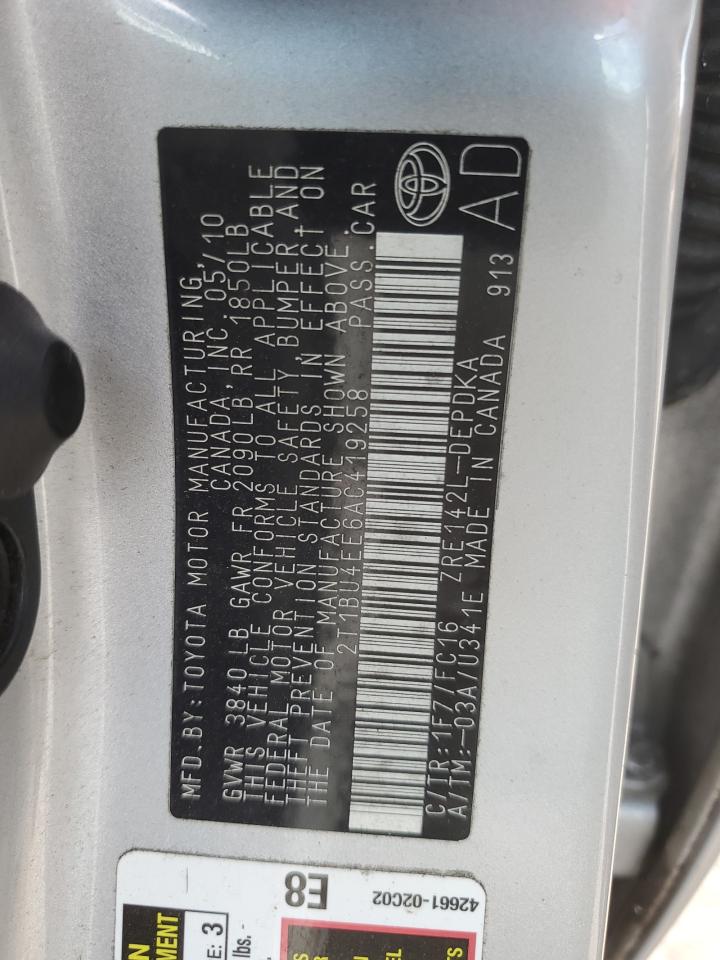 MFD.BY:TOYOTA MOTOR MANUFACTURING,
CANADA, INC. 05/10
GVWR 3840LB GAWR FR 2090LB,RR 1850LB
THIS VEHICLE CONFORMS TO ALL APPLICABLE
FEDERAL MOTOR VEHICLE SAFETY, BUMPER, AND
THEFT PREVENTION STANDARDS IN EFFECT ON
THE DATE OF MANUFACTURE SHOWN ABOVE.
2T1BU4EE6AC419258 PASS.CAR
C/TR:1F7/FC16 ZRE142L-DEPDKA
A/TM:-03A/U341E MADE IN CANADA 913
AD
E8
42661-02C02
E: 3
lbs.-